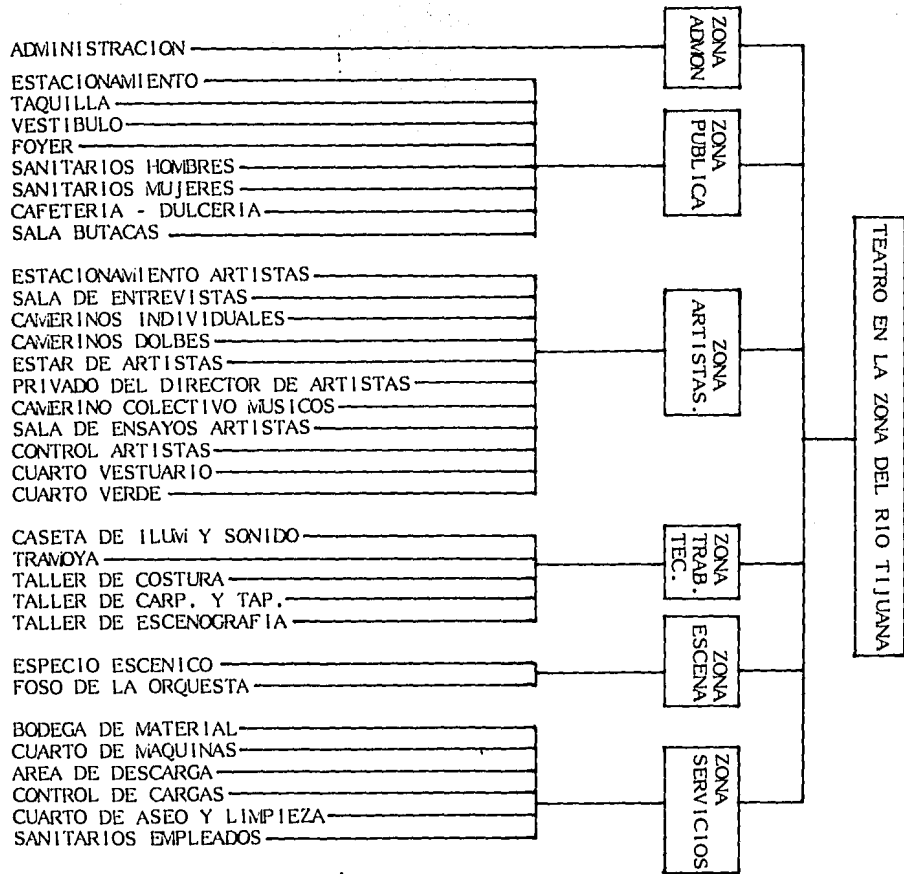 ADMINISTRACION
ZONA
ADMON
ESTACIONAMIENTO
TAQUILLA
VESTIBULO
FOYER
SANITARIOS HOMBRES
SANITARIOS MUJERES
CAFETERIA - DULCERIA
SALA BUTACAS
ZONA
PUBLICA
ESTACIONAMIENTO ARTISTAS
SALA DE ENTREVISTAS
CAMERINOS INDIVIDUALES
CAMERINOS DOLBES
ESTAR DE ARTISTAS
PRIVADO DEL DIRECTOR DE ARTISTAS
CAMERINO COLECTIVO MUSICOS
SALA DE ENSAYOS ARTISTAS
CONTROL ARTISTAS
CUARTO VESTUARIO
CUARTO VERDE
ZONA
ARTISTAS.
CASETA DE ILUM Y SONIDO
TRAMOYA
TALLER DE COSTURA
TALLER DE CARP. Y TAP.
TALLER DE ESCENOGRAFIA
ZONA
TRAB.
TEC.
ESPECIO ESCENICO
FOSO DE LA ORQUESTA
ZONA
ESCENA
BODEGA DE MATERIAL
CUARTO DE MAQUINAS
AREA DE DESCARGA
CONTROL DE CARGAS
CUARTO DE ASEO Y LIMPIEZA
SANITARIOS EMPLEADOS
ZONA
SERVICIOS
TEATRO EN LA ZONA DEL RIO TIJUANA